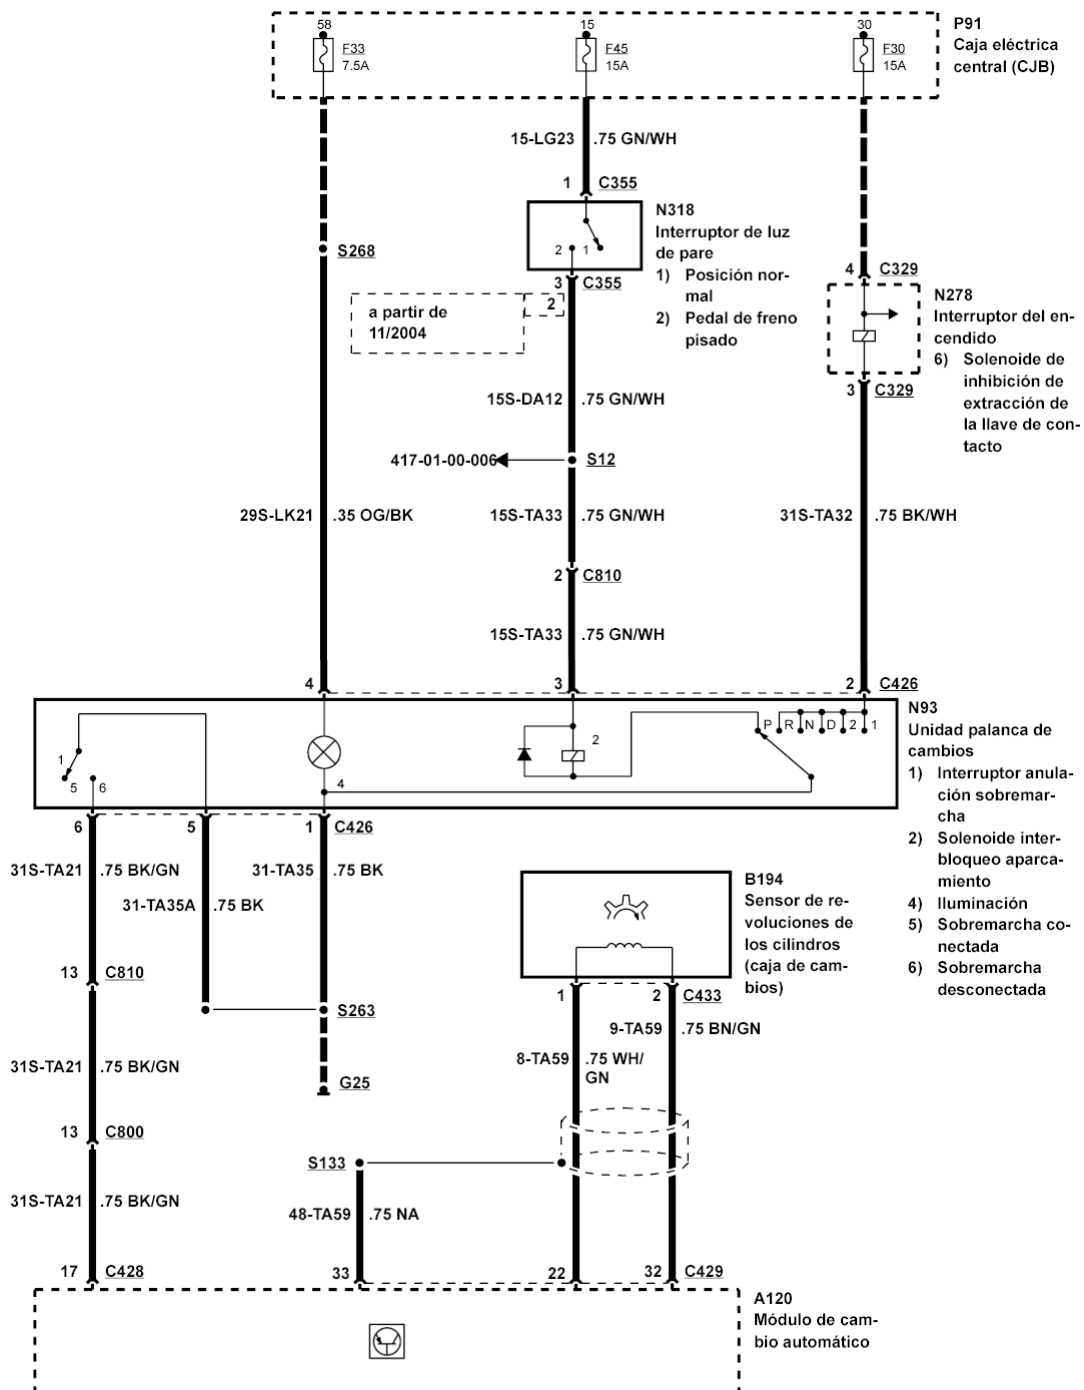 58
15
30
P91
Caja eléctrica
central (CJB)
F33
7.5A
F45
15A
F30
15A
15-LG23
.75 GN/WH
1
C355
N318
Interruptor de luz
de pare
1) Posición nor-
mal
2) Pedal de freno
pisado
2
1
3
C355
2
a partir de
11/2004
S268
4
C329
N278
Interruptor del en-
cendido
6) Solenoide de
inhibición de
extracción de
la llave de con-
tacto
3
C329
15S-DA12
.75 GN/WH
417-01-00-006
S12
29S-LK21
.35 OG/BK
15S-TA33
.75 GN/WH
31S-TA32
.75 BK/WH
2
C810
15S-TA33
.75 GN/WH
4
3
2
C426
N93
Unidad palanca de
cambios
1) Interruptor anula-
ción sobremar-
cha
2) Solenoide inter-
bloqueo aparca-
miento
4) Iluminación
5) Sobremarcha co-
nectada
6) Sobremarcha
desconectada
1
5
6
4
2
P
R
N
D
2
1
6
5
1
C426
31S-TA21
.75 BK/GN
31-TA35
.75 BK
31-TA35A
.75 BK
B194
Sensor de re-
voluciones de
los cilindros
(caja de cam-
bios)
13
C810
S263
1
2
C433
9-TA59
.75 BN/GN
8-TA59
.75 WH/
GN
31S-TA21
.75 BK/GN
G25
13
C800
S133
31S-TA21
.75 BK/GN
48-TA59
.75 NA
17
C428
33
22
32
C429
A120
Módulo de cam-
bio automático